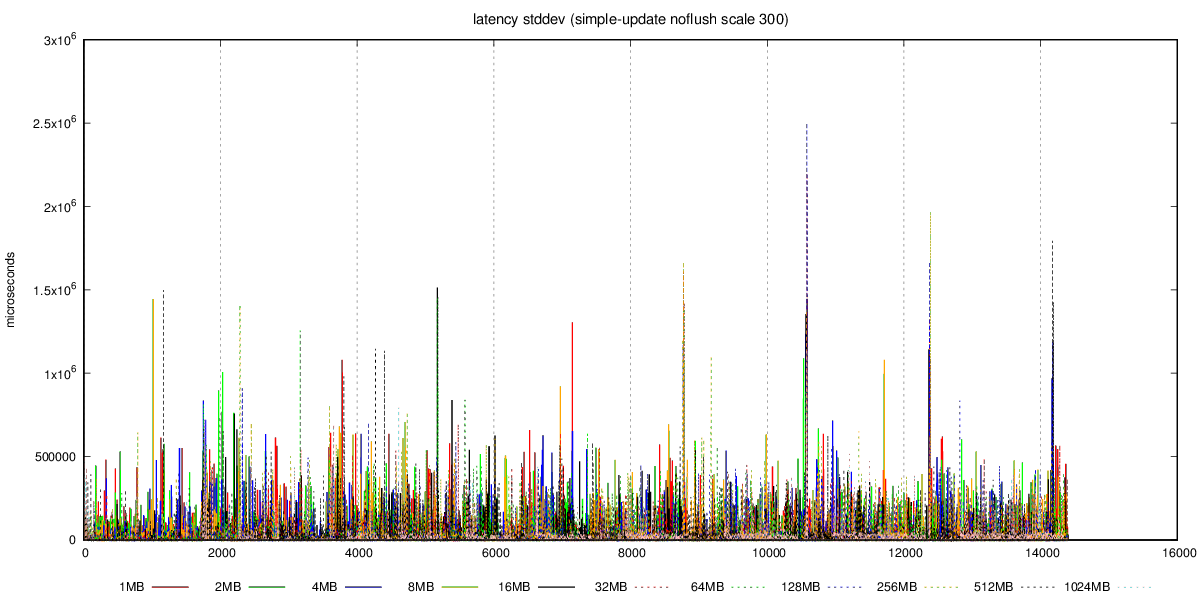 latency stddev (simple-update noflush scale 300)
3x10^6
2.5x10^6
2x10^6
1.5x10^6
1x10^6
500000
0
microseconds
0 2000 4000 6000 8000 10000 12000 14000 16000
1MB 2MB 4MB 8MB 16MB 32MB 64MB 128MB 256MB 512MB 1024MB